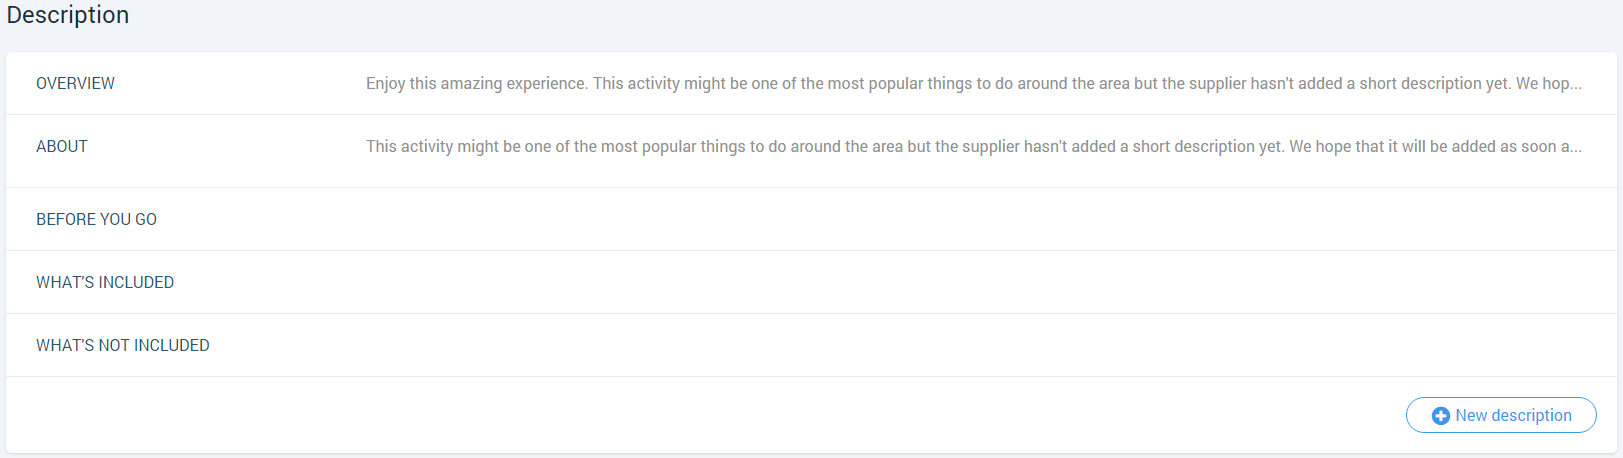 Description
OVERVIEW
Enjoy this amazing experience. This activity might be one of the most popular things to do around the area but the supplier hasn't added a short description yet. We hop...
ABOUT
This activity might be one of the most popular things to do around the area but the supplier hasn't added a short description yet. We hope that it will be added as soon a...
BEFORE YOU GO
WHAT'S INCLUDED
WHAT'S NOT INCLUDED
New description